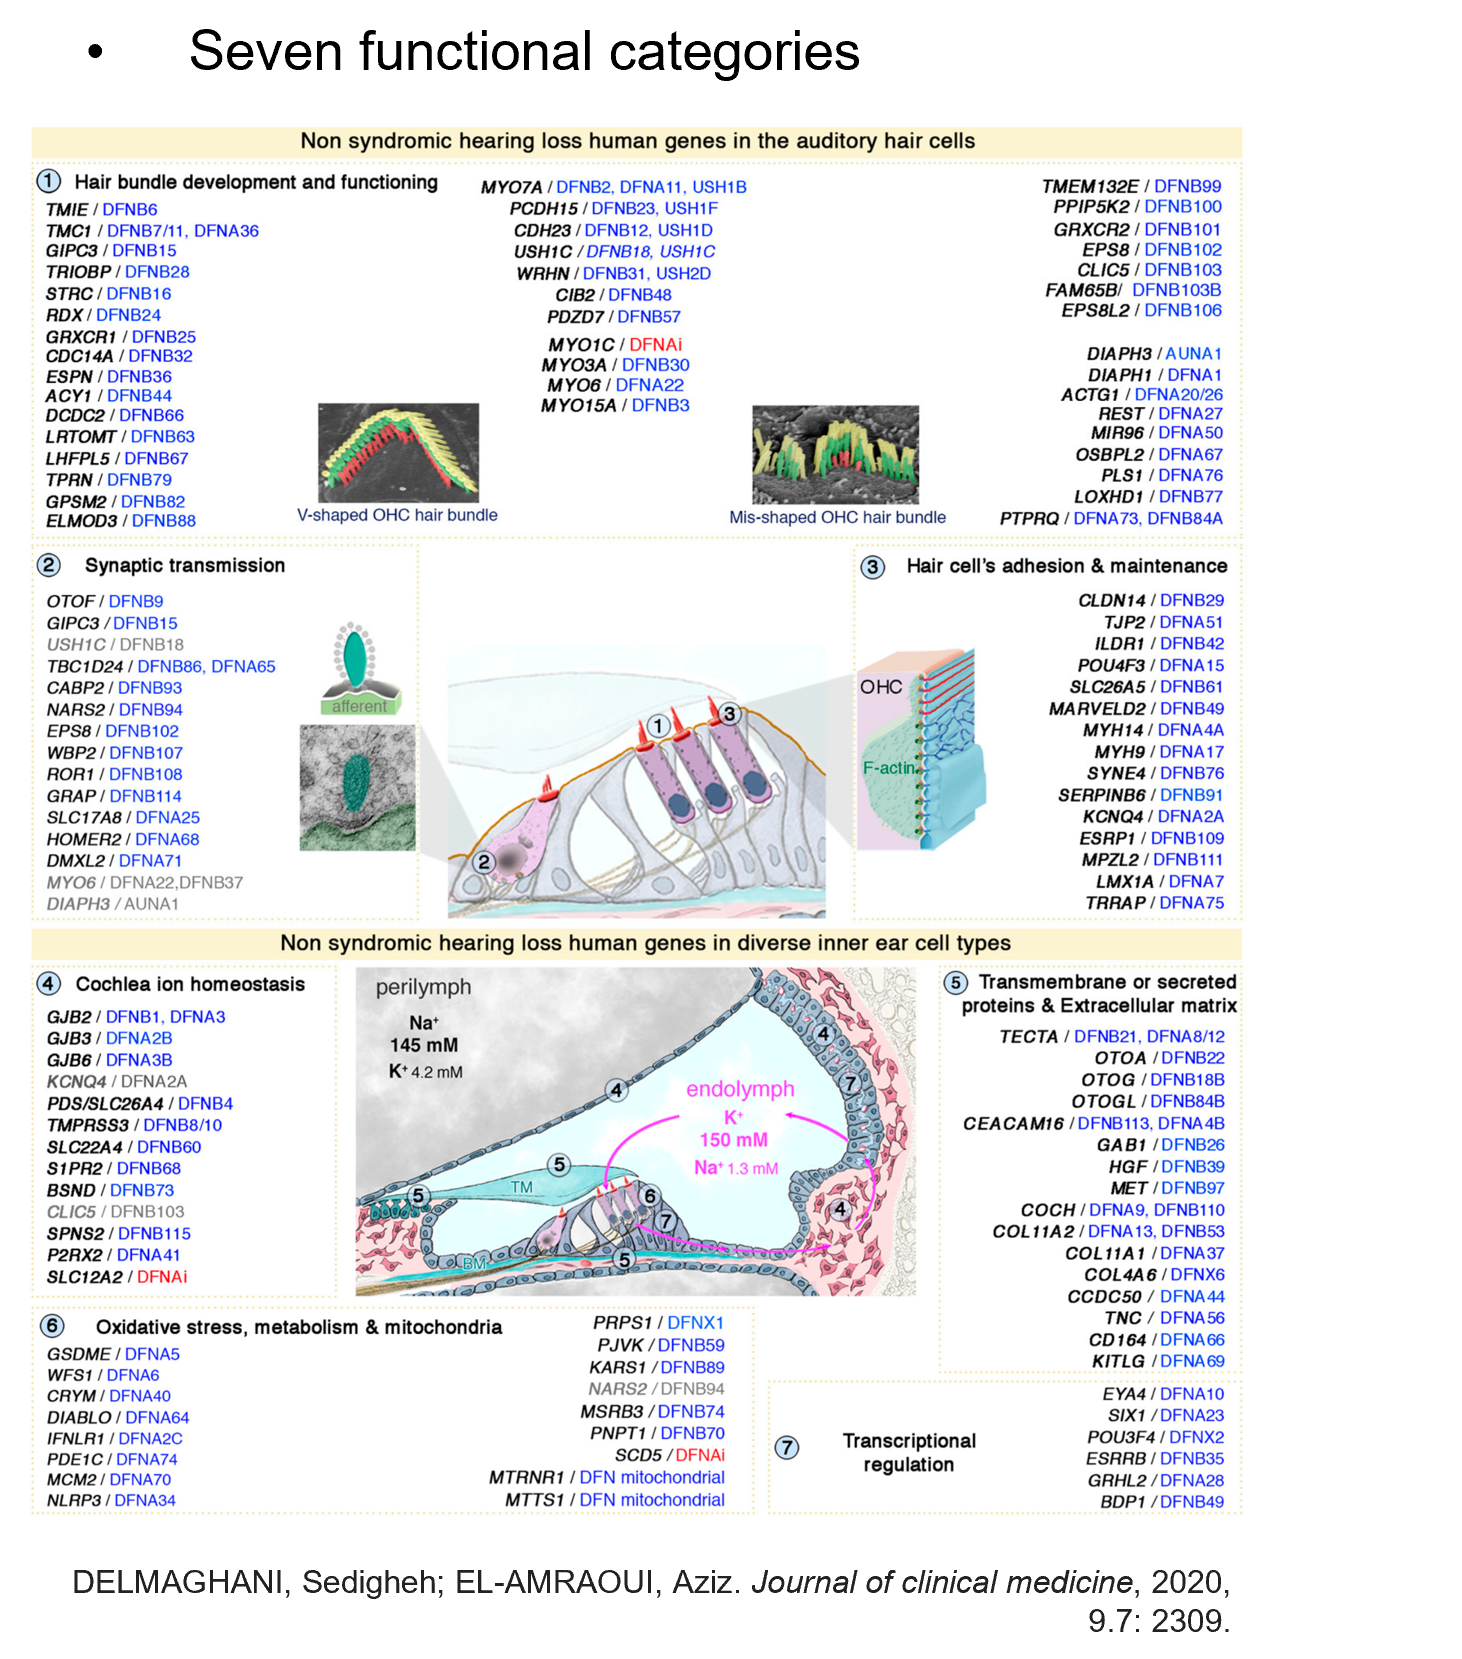 • Seven functional categories
Non syndromic hearing loss human genes in the auditory hair cells
1 Hair bundle development and functioning
TMIE / DFNB6
TMC1 / DFNB7/11, DFNA36
GIPC3 / DFNB15
TRIOBP / DFNB28
STRC / DFNB16
RDX / DFNB24
GRXCR1 / DFNB25
CDC14A / DFNB32
ESPN / DFNB36
ACY1 / DFNB44
DCDC2 / DFNB66
LRTOMT / DFNB63
LHFPL5 / DFNB67
TPRN / DFNB79
GPSM2 / DFNB82
ELMOD3 / DFNB88
MYO7A / DFNB2, DFNA11, USH1B
PCDH15 / DFNB23, USH1F
CDH23 / DFNB12, USH1D
USH1C / DFNB18, USH1C
WRHN / DFNB31, USH2D
CIB2 / DFNB48
PDZD7 / DFNB57
MYO1C / DFNAi
MYO3A / DFNB30
MYO6 / DFNA22
MYO15A / DFNB3
V-shaped OHC hair bundle
Mis-shaped OHC hair bundle
TMEM132E / DFNB99
PPIP5K2 / DFNB100
GRXCR2 / DFNB101
EPS8 / DFNB102
CLIC5 / DFNB103
FAM65B/ DFNB103B
EPS8L2 / DFNB106
DIAPH3 / AUNA1
DIAPH1 / DFNA1
ACTG1 / DFNA20/26
REST / DFNA27
MIR96 / DFNA50
OSBPL2 / DFNA67
PLS1 / DFNA76
LOXHD1 / DFNB77
PTPRQ / DFNA73, DFNB84A
2 Synaptic transmission
OTOF / DFNB9
GIPC3 / DFNB15
USH1C / DFNB18
TBC1D24 / DFNB86, DFNA65
CABP2 / DFNB93
NARS2 / DFNB94
EPS8 / DFNB102
WBP2 / DFNB107
ROR1 / DFNB108
GRAP / DFNB114
SLC17A8 / DFNA25
HOMER2 / DFNA68
DMXL2 / DFNA71
MYO6 / DFNA22,DFNB37
DIAPH3 / AUNA1
afferent
1
3
2
3 Hair cell's adhesion & maintenance
OHC
F-actin
CLDN14 / DFNB29
TJP2 / DFNA51
ILDR1 / DFNB42
POU4F3 / DFNA15
SLC26A5 / DFNB61
MARVELD2 / DFNB49
MYH14 / DFNA4A
MYH9 / DFNA17
SYNE4 / DFNB76
SERPINB6 / DFNB91
KCNQ4 / DFNA2A
ESRP1 / DFNB109
MPZL2 / DFNB111
LMX1A / DFNA7
TRRAP / DFNA75
Non syndromic hearing loss human genes in diverse inner ear cell types
4 Cochlea ion homeostasis
GJB2 / DFNB1, DFNA3
GJB3 / DFNA2B
GJB6 / DFNA3B
KCNQ4 / DFNA2A
PDS/SLC26A4 / DFNB4
TMPRSS3 / DFNB8/10
SLC22A4 / DFNB60
S1PR2 / DFNB68
BSND / DFNB73
CLIC5 / DFNB103
SPNS2 / DFNB115
P2RX2 / DFNA41
SLC12A2 / DFNAi
perilymph
Na+
145 mM
K+ 4.2 mM
endolymph
K+
150 mM
Na+ 1.3 mM
4
4
7
5
TM
5
6
7
4
BM
5
5 Transmembrane or secreted
proteins & Extracellular matrix
TECTA / DFNB21, DFNA8/12
OTOA / DFNB22
OTOG / DFNB18B
OTOGL / DFNB84B
CEACAM16 / DFNB113, DFNA4B
GAB1 / DFNB26
HGF / DFNB39
MET / DFNB97
COCH / DFNA9, DFNB110
COL11A2 / DFNA13, DFNB53
COL11A1 / DFNA37
COL4A6 / DFNX6
CCDC50 / DFNA44
TNC / DFNA56
CD164 / DFNA66
KITLG / DFNA69
6 Oxidative stress, metabolism & mitochondria
GSDME / DFNA5
WFS1 / DFNA6
CRYM / DFNA40
DIABLO / DFNA64
IFNLR1 / DFNA2C
PDE1C / DFNA74
MCM2 / DFNA70
NLRP3 / DFNA34
PRPS1 / DFNX1
PJVK / DFNB59
KARS1 / DFNB89
NARS2 / DFNB94
MSRB3 / DFNB74
PNPT1 / DFNB70
SCD5 / DFNAi
MTRNR1 / DFN mitochondrial
MTTS1 / DFN mitochondrial
7 Transcriptional
regulation
EYA4 / DFNA10
SIX1 / DFNA23
POU3F4 / DFNX2
ESRRB / DFNB35
GRHL2 / DFNA28
BDP1 / DFNB49
DELMAGHANI, Sedigheh; EL-AMRAOUI, Aziz. Journal of clinical medicine, 2020,
9.7: 2309.